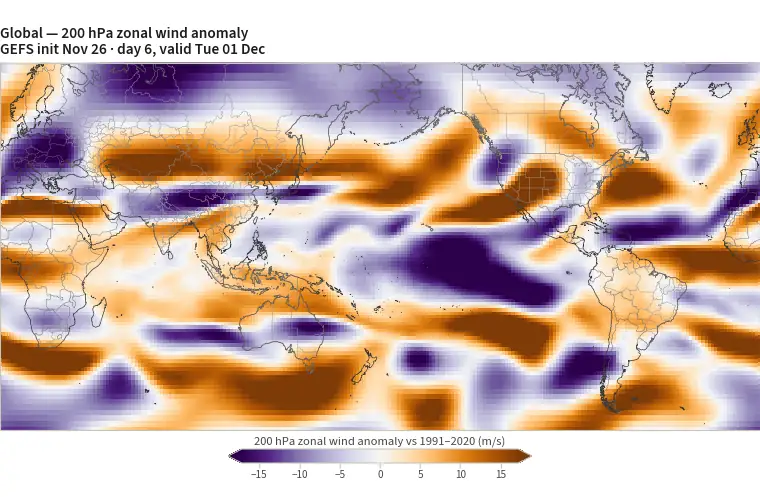 Global — 200 hPa zonal wind anomaly
GEFS init Nov 26 · day 6, valid Tue 01 Dec
200 hPa zonal wind anomaly vs 1991–2020 (m/s)
−15 −10 −5 0 5 10 15